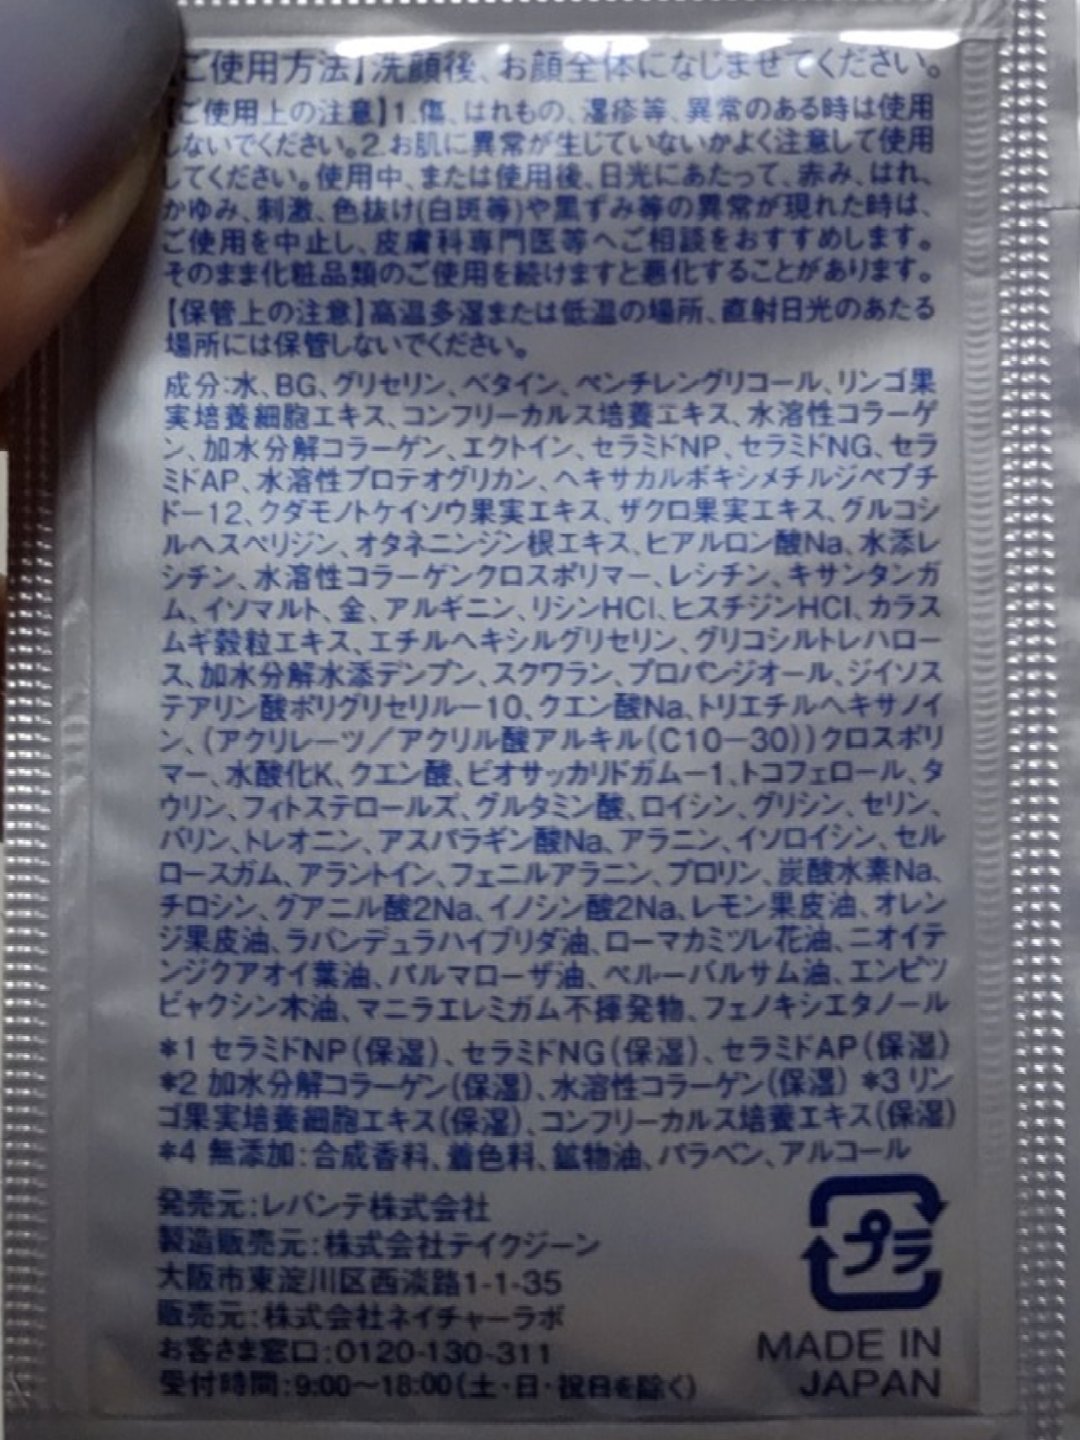 【ご使用方法】洗顔後、お顔全体になじませてください。
【ご使用上の注意】1.傷、はれもの、湿疹等、異常のある時は使用
しないでください。2.お肌に異常が生じていないかよく注意して使用
してください。使用中、または使用後、日光にあたって、赤み、はれ、
かゆみ、刺激、色抜け(白斑等)や黒ずみ等の異常が現れた時は、
ご使用を中止し、皮膚科専門医等へご相談をおすすめします。
そのまま化粧品類のご使用を続けますと悪化することがあります。
【保管上の注意】高温多湿または低温の場所、直射日光のあたる
場所には保管しないでください。
成分:水、BG、グリセリン、ベタイン、ペンチレングリコール、リンゴ果
実培養細胞エキス、コンフリーカルス培養エキス、水溶性コラーゲ
ン、加水分解コラーゲン、エクトイン、セラミドNP、セラミドNG、セラ
ミドAP、水溶性プロテオグリカン、ヘキサカルボキシメチルジペプチ
ド−12、クダモノトケイソウ果実エキス、ザクロ果実エキス、グルコシ
ルヘスペリジン、オタネニンジン根エキス、ヒアルロン酸Na、水添レ
シチン、水溶性コラーゲンクロスポリマー、レシチン、キサンタンガ
ム、イソマルト、金、アルギニン、リシンHCl、ヒスチジンHCl、カラス
ムギ穀粒エキス、エチルヘキシルグリセリン、グリコシルトレハロー
ス、加水分解水添デンプン、スクワラン、プロパンジオール、ジイソス
テアリン酸ポリグリセリル−10、クエン酸Na、トリエチルヘキサノイ
ン、(アクリレーツ／アクリル酸アルキル(C10−30))クロスポリ
マー、水酸化K、クエン酸、ビオサッカリドガム−1、トコフェロール、タ
ウリン、フィトステロールズ、グルタミン酸、ロイシン、グリシン、セリン、
バリン、トレオニン、アスパラギン酸Na、アラニン、イソロイシン、セル
ロースガム、アラントイン、フェニルアラニン、プロリン、炭酸水素Na、
チロシン、グアニル酸2Na、イノシン酸2Na、レモン果皮油、オレン
ジ果皮油、ラバンデュラハイブリダ油、ローマカミツレ花油、ニオイテ
ンジクアオイ葉油、パルマローザ油、ペルーバルサム油、エンピツ
ビャクシン木油、マニラエレミガム不揮発物、フェノキシエタノール
*1 セラミドNP(保湿)、セラミドNG(保湿)、セラミドAP(保湿)
*2 加水分解コラーゲン(保湿)、水溶性コラーゲン(保湿) *3 リン
ゴ果実培養細胞エキス(保湿)、コンフリーカルス培養エキス(保湿)
*4 無添加:合成香料、着色料、鉱物油、パラベン、アルコール
発売元:レバンテ株式会社
製造販売元:株式会社テイクジーン
大阪市東淀川区西淡路1-1-35
販売元:株式会社ネイチャーラボ
お客さま窓口:0120-130-311
受付時間:9:00〜18:00(土・日・祝日を除く)
プラ
MADE IN
JAPAN